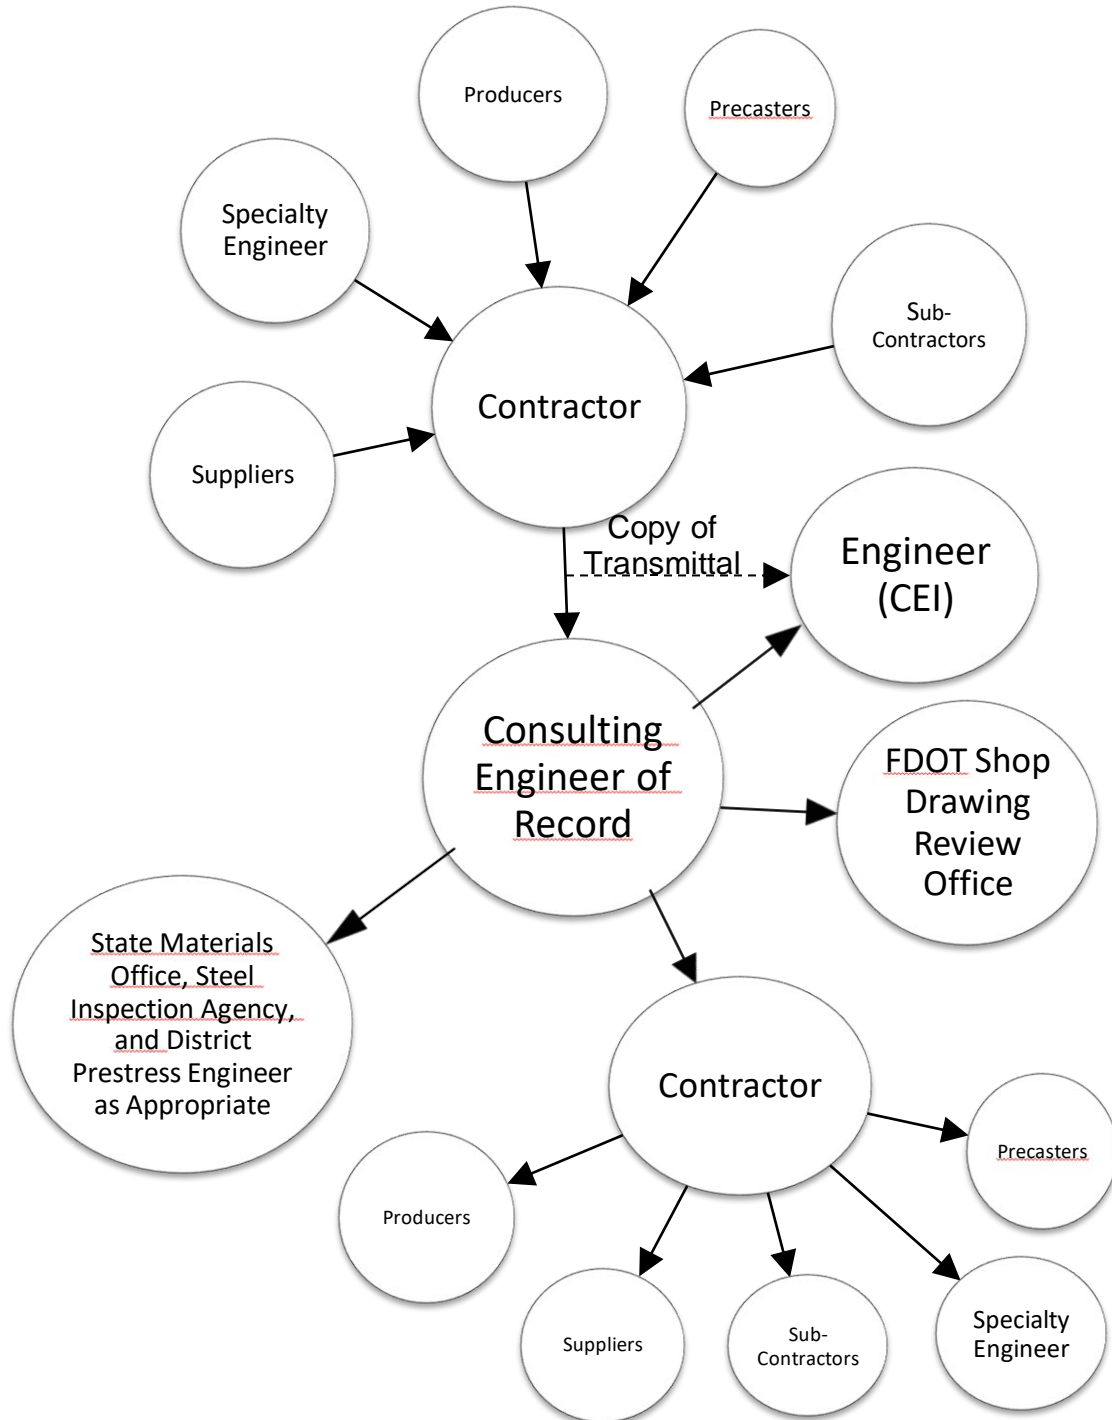 Producers
Precasters
Specialty
Engineer
Sub-
Contractors
Contractor
Suppliers
Copy of
Transmittal
Engineer
(CEI)
Consulting
Engineer of
Record
FDOT Shop
Drawing
Review
Office
State Materials
Office, Steel
Inspection Agency,
and District
Prestress Engineer
as Appropriate
Contractor
Precasters
Producers
Suppliers
Sub-
Contractors
Specialty
Engineer